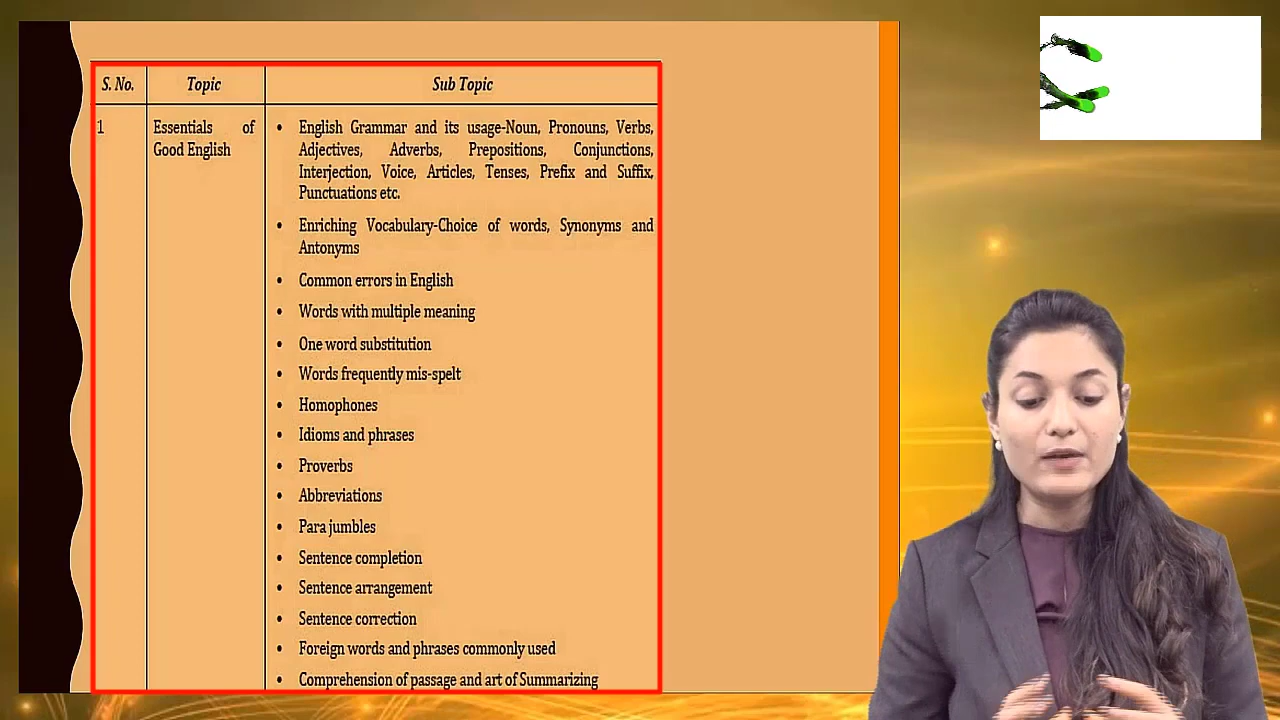 S. No. Topic Sub Topic
1 Essentials of Good English
• English Grammar and its usage-Noun, Pronouns, Verbs,
Adjectives, Adverbs, Prepositions, Conjunctions,
Interjection, Voice, Articles, Tenses, Prefix and Suffix,
Punctuations etc.
• Enriching Vocabulary-Choice of words, Synonyms and
Antonyms
• Common errors in English
• Words with multiple meaning
• One word substitution
• Words frequently mis-spelt
• Homophones
• Idioms and phrases
• Proverbs
• Abbreviations
• Para jumbles
• Sentence completion
• Sentence arrangement
• Sentence correction
• Foreign words and phrases commonly used
• Comprehension of passage and art of Summarizing